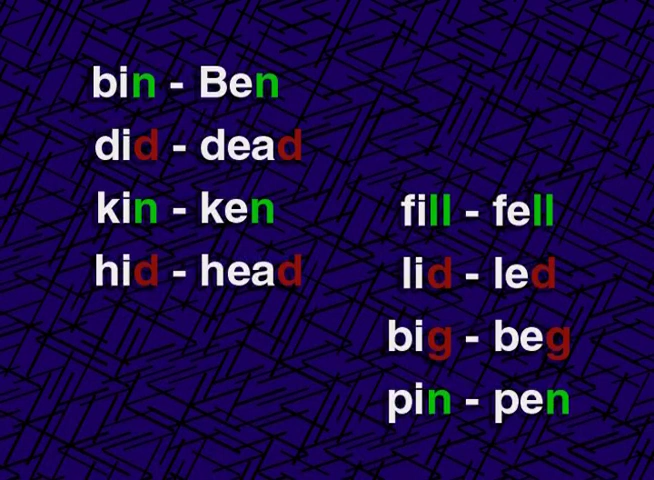 bin - Ben
did - dead
kin - ken
hid - head
fill - fell
lid - led
big - beg
pin - pen